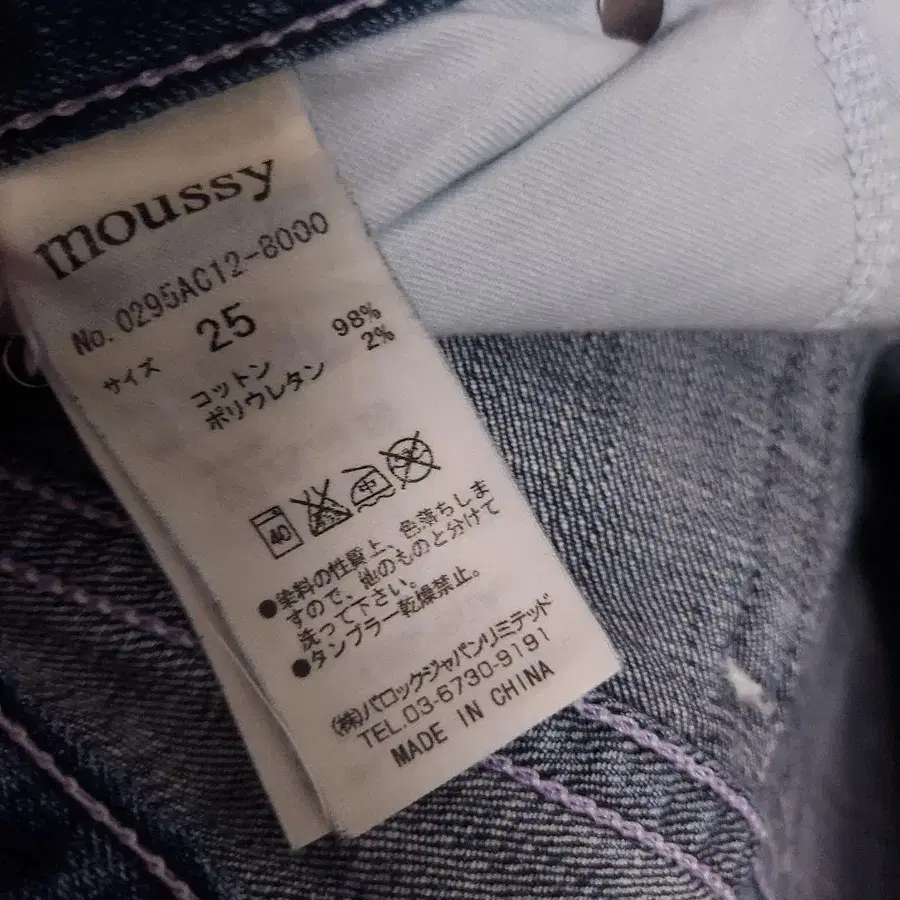 moussy
No. 0295AC12-6000
サイズ 25
コットン 98%
ポリウレタン 2%
40 中
●染料の性質上、色落ちしま
すので、他のものと分けて
洗って下さい。
●タンブラー乾燥禁止。
(株)バロックジャパンリミテッド
TEL.03-6730-9191
MADE IN CHINA